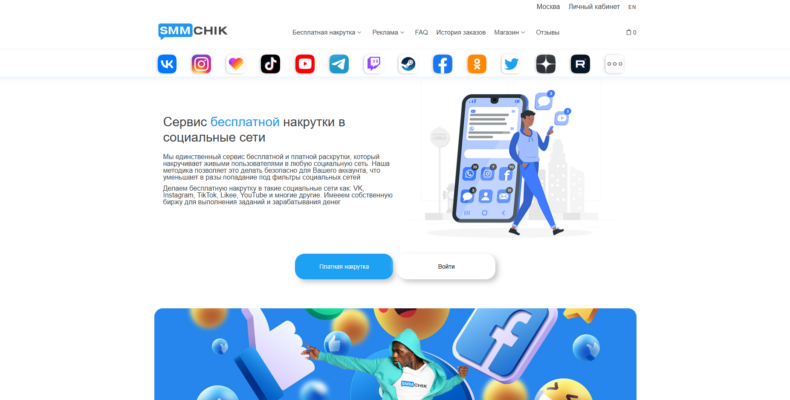 Москва Личный кабинет EN
SMMCHIK Бесплатная накрутка Реклама FAQ История заказов Магазин Отзывы 0
Сервис бесплатной накрутки в
социальные сети
Мы единственный сервис бесплатной и платной раскрутки, который
накручивает живыми пользователями в любую социальную сеть. Наша
методика позволяет это делать безопасно для Вашего аккаунта, что
уменьшает в разы попадание под фильтры социальных сетей
Делаем бесплатную накрутку в такие социальные сети как. VK,
Instagram, TikTok, Likee, YouTube и многие другие. Имееем собственную
биржу для выполнения заданий и зарабатывания денег
Платная накрутка Войти
SMMCHIK